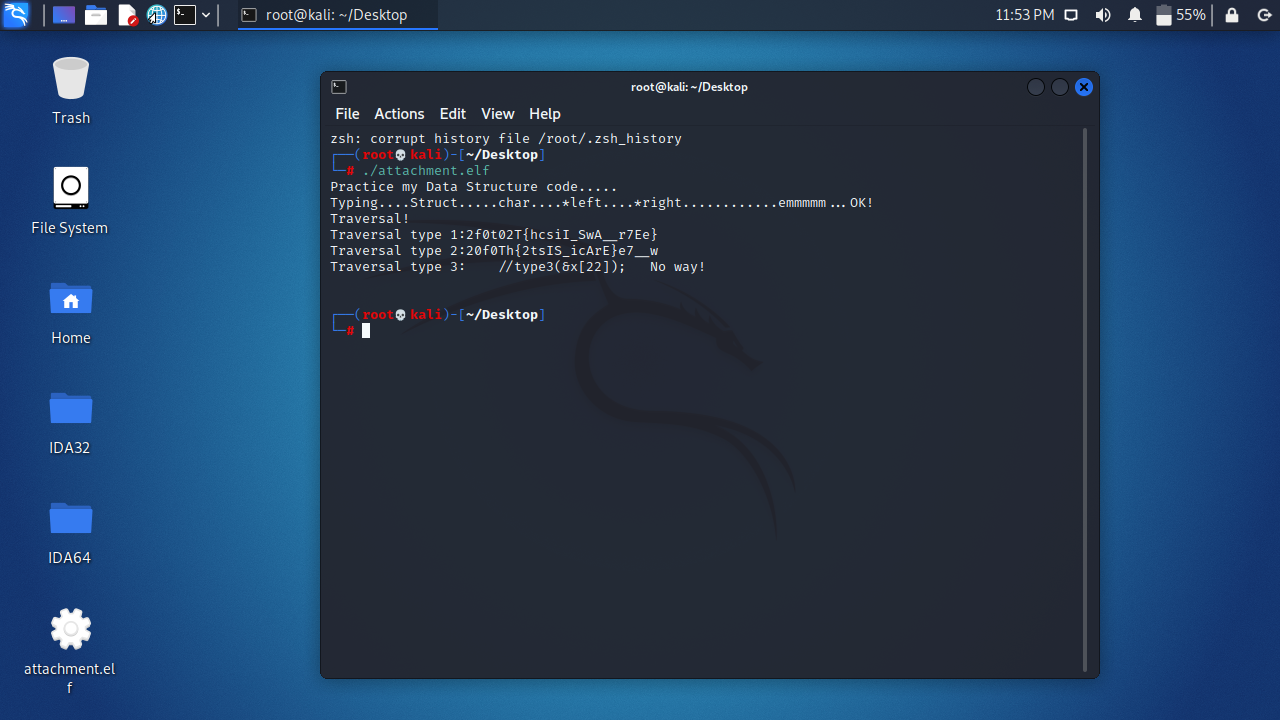 root@kali: ~/Desktop
11:53 PM
55%
Trash
File System
Home
IDA32
IDA64
attachment.el
f
root@kali: ~/Desktop
File Actions Edit View Help
zsh: corrupt history file /root/.zsh_history
┌──(root💀kali)-[~/Desktop]
└─# ./attachment.elf
Practice my Data Structure code.....
Typing....Struct.....char....*left....*right............emmmmm...OK!
Traversal!
Traversal type 1:2f0t02T{hcsiI_SwA__r7Ee}
Traversal type 2:20f0Th{2tsIS_icArE}e7__w
Traversal type 3:    //type3(&x[22]);   No way!
┌──(root💀kali)-[~/Desktop]
└─#